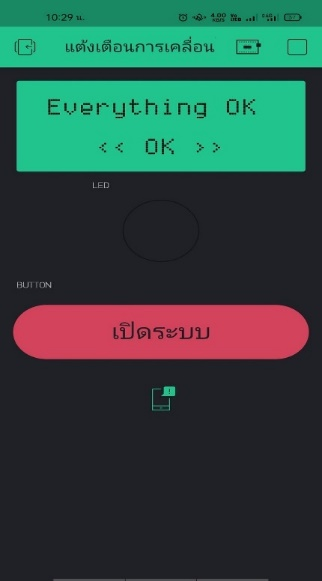 10:29 น.
แต้งเตือนการเคลื่อน
Everything OK
<< OK >>
LED
BUTTON
เปิดระบบ